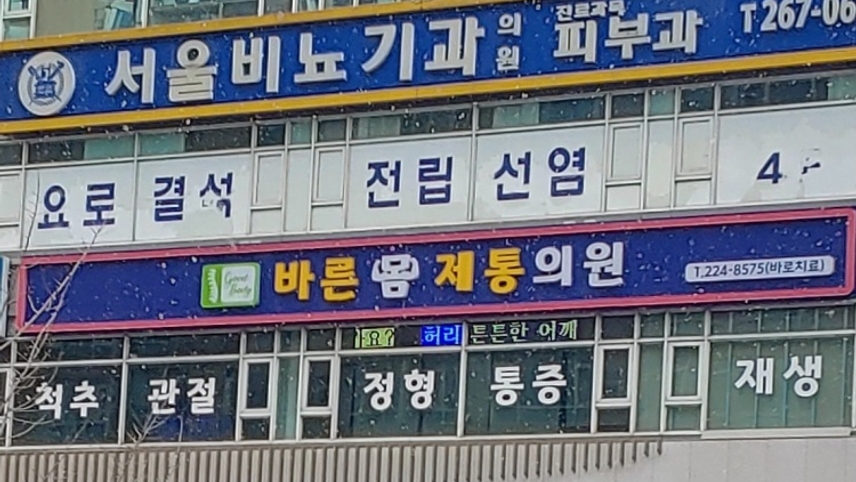 서울비뇨기과의원 진료과목 피부과 T 267-06
요로 결석 전립 선염 4
Good Body 바른몸제통의원 T.224-8575(바로치료)
가요? 허리 튼튼한 어깨
척추 관절 정형 통증 재생